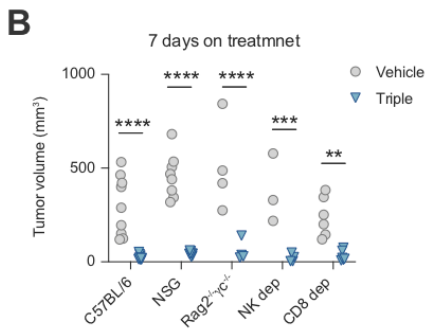 B
7 days on treatmnet
Vehicle
Triple
Tumor volume (mm³)
1000
500
0
****
****
****
***
**
C57BL/6
NSG
Rag2⁻/⁻γc⁻/⁻
NK dep
CD8 dep